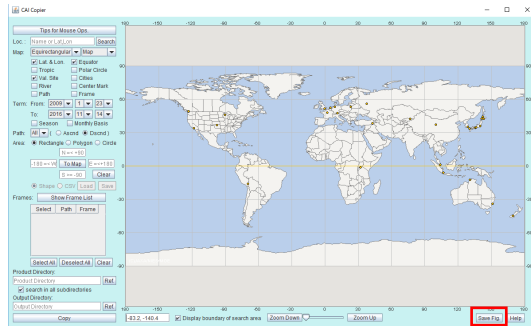 CAI Copier
Tips for Mouse Ops.
Loc.: Name or Lat,Lon Search
Map: Equirectangular Map
Lat. & Lon. Equator
Tropic Polar Circle
Val. Site Cities
River Center Mark
Path Frame
Term: From: 2009 / 1 / 23
To: 2010 / 11 / 14
Season Monthly Basis
Path: All ( Ascnd Dscnd )
Area: Rectangle Polygon Circle
N <= +90
-180 <= W To Map E <= +180
S >= -90 Clear
Shape CSV Load Save
Frames: Show Frame List
Select Path Frame
Select All Deselect All Clear
Product Directory:
Product Directory Ref.
search in all subdirectories
Output Directory:
Output Directory Ref.
Copy
180 -150 -120 -90 -60 -30 0 30 60 90 120 150 180
90
60
30
0
-30
-60
-90
-83.2, -140.4 Display boundary of search area Zoom Down Zoom Up Save Fig. Help